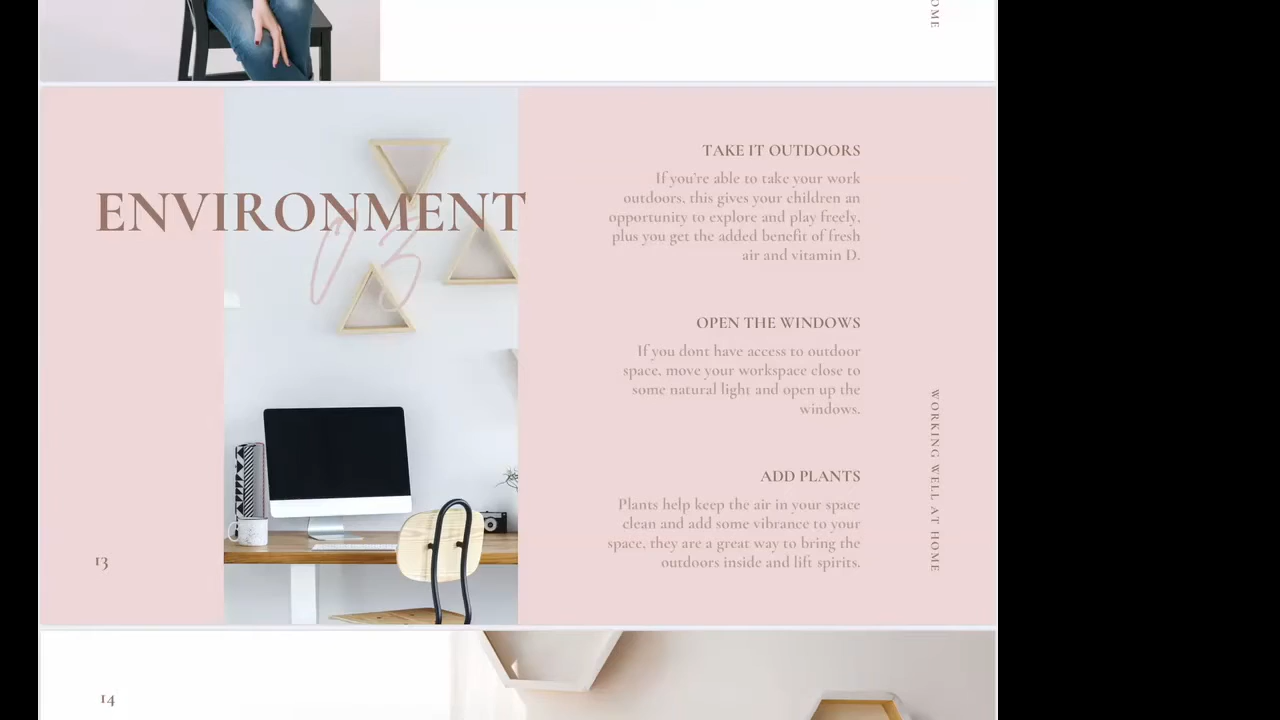 OME
ENVIRONMENT
03
TAKE IT OUTDOORS
If you're able to take your work
outdoors, this gives your children an
opportunity to explore and play freely,
plus you get the added benefit of fresh
air and vitamin D.
OPEN THE WINDOWS
If you dont have access to outdoor
space, move your workspace close to
some natural light and open up the
windows.
ADD PLANTS
Plants help keep the air in your space
clean and add some vibrance to your
space, they are a great way to bring the
outdoors inside and lift spirits.
WORKING WELL AT HOME
13
14